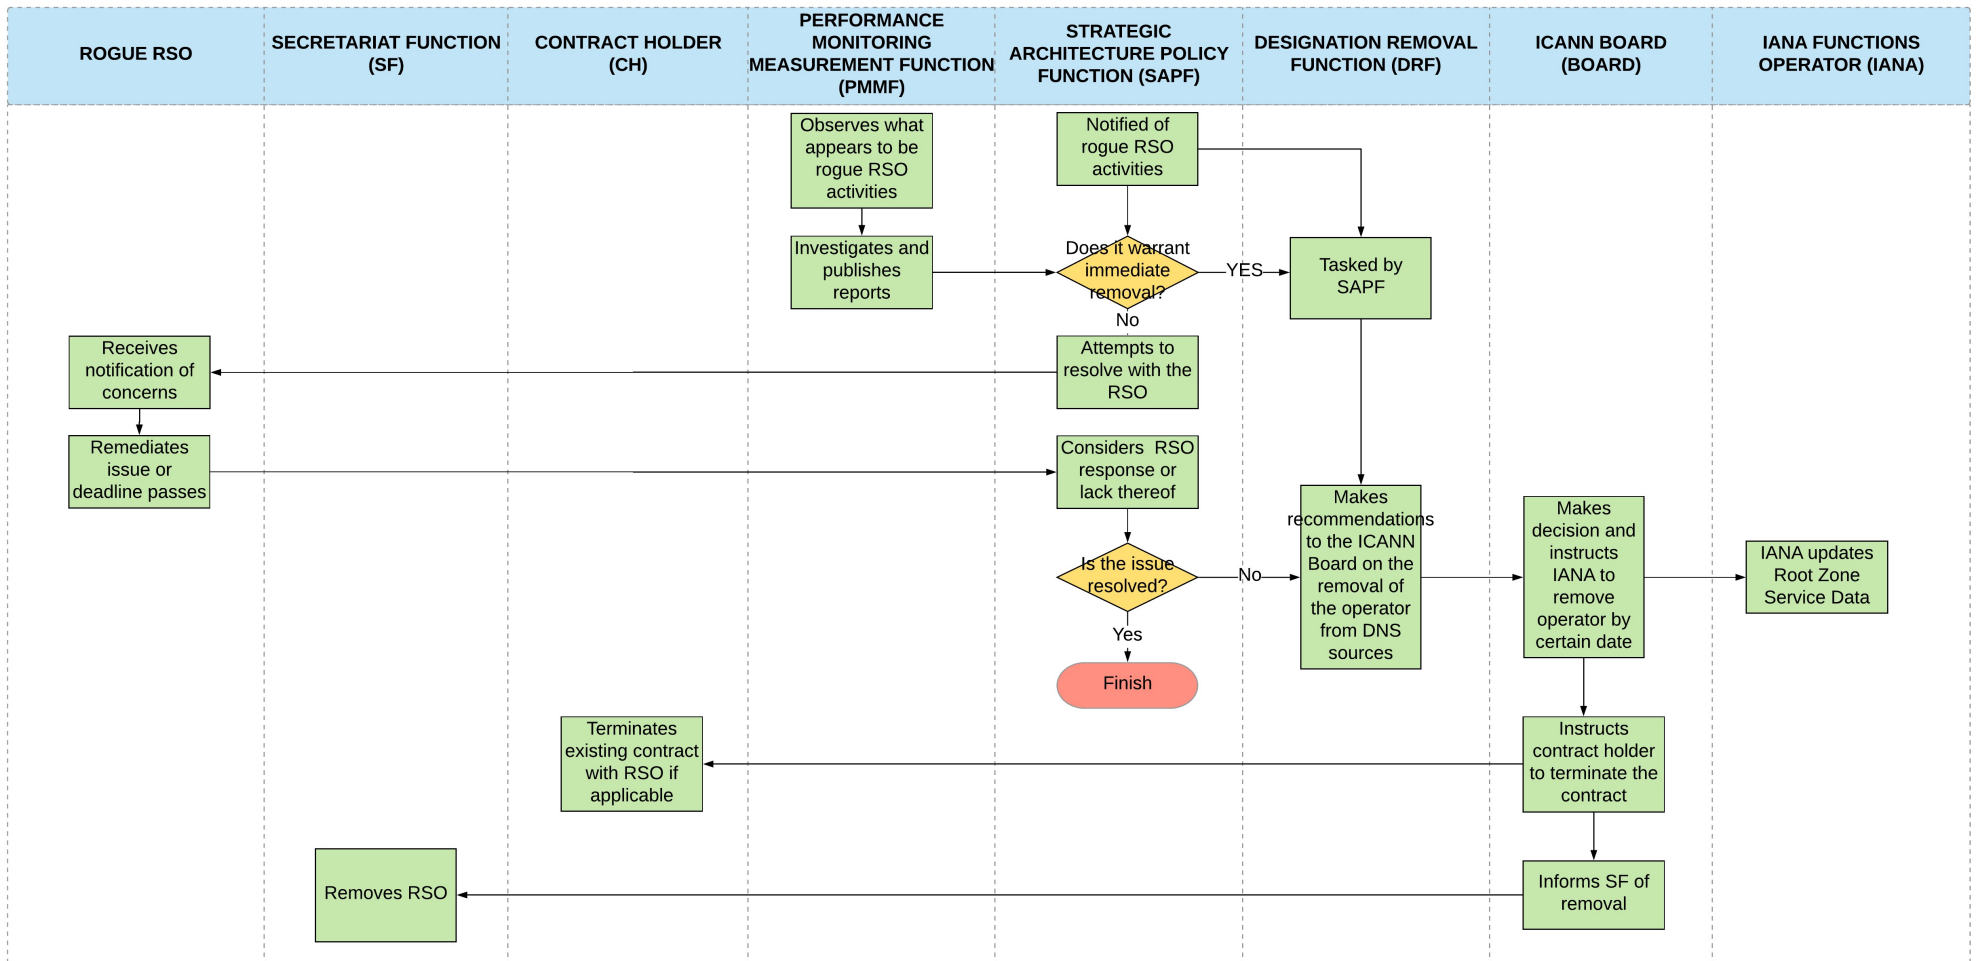 ROGUE RSO
SECRETARIAT FUNCTION
(SF)
CONTRACT HOLDER
(CH)
PERFORMANCE
MONITORING
MEASUREMENT FUNCTION
(PMMF)
STRATEGIC
ARCHITECTURE POLICY
FUNCTION (SAPF)
DESIGNATION REMOVAL
FUNCTION (DRF)
ICANN BOARD
(BOARD)
IANA FUNCTIONS
OPERATOR (IANA)
Observes what
appears to be
rogue RSO
activities
Notified of
rogue RSO
activities
Investigates and
publishes
reports
Does it warrant
immediate
removal?
YES
Tasked by
SAPF
No
Receives
notification of
concerns
Attempts to
resolve with the
RSO
Remediates
issue or
deadline passes
Considers  RSO
response or
lack thereof
Is the issue
resolved?
No
Makes
recommendations
to the ICANN
Board on the
removal of
the operator
from DNS
sources
Makes
decision and
instructs
IANA to
remove
operator by
certain date
IANA updates
Root Zone
Service Data
Yes
Finish
Terminates
existing contract
with RSO if
applicable
Instructs
contract holder
to terminate the
contract
Removes RSO
Informs SF of
removal